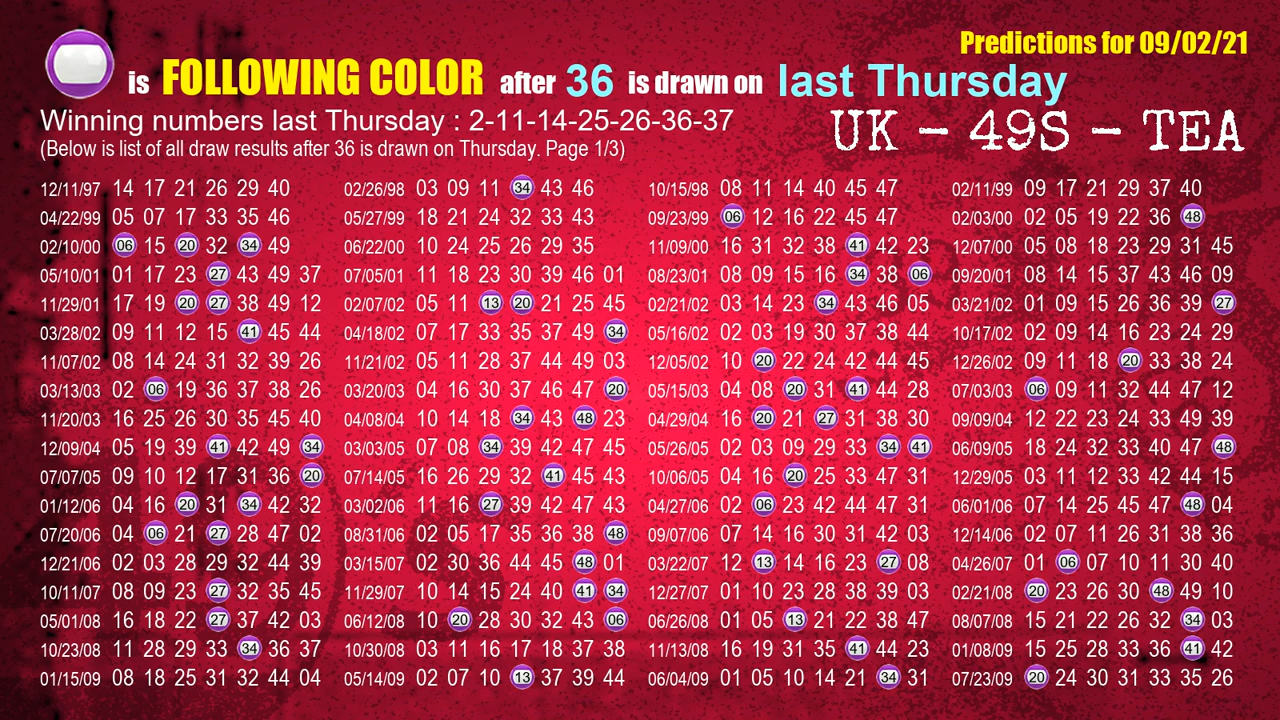 Predictions for 09/02/21
is FOLLOWING COLOR after 36 is drawn on last Thursday
Winning numbers last Thursday : 2-11-14-25-26-36-37
UK - 49S - TEA
(Below is list of all draw results after 36 is drawn on Thursday. Page 1/3)
12/11/97 14 17 21 26 29 40 02/26/98 03 09 11 34 43 46 10/15/98 08 11 14 40 45 47 02/11/99 09 17 21 29 37 40
04/22/99 05 07 17 33 35 46 05/27/99 18 21 24 32 33 43 09/23/99 06 12 16 22 45 47 02/03/00 02 05 19 22 36 48
02/10/00 06 15 20 32 34 49 06/22/00 10 24 25 26 29 35 11/09/00 16 31 32 38 41 42 23 12/07/00 05 08 18 23 29 31 45
05/10/01 01 17 23 27 43 49 37 07/05/01 11 18 23 30 39 46 01 08/23/01 08 09 15 16 34 38 06 09/20/01 08 14 15 37 43 46 09
11/29/01 17 19 20 27 38 49 12 02/07/02 05 11 13 20 21 25 45 02/21/02 03 14 23 34 43 46 05 03/21/02 01 09 15 26 36 39 27
03/28/02 09 11 12 15 41 45 44 04/18/02 07 17 33 35 37 49 34 05/16/02 02 03 19 30 37 38 44 10/17/02 02 09 14 16 23 24 29
11/07/02 08 14 24 31 32 39 26 11/21/02 05 11 28 37 44 49 03 12/05/02 10 20 22 24 42 44 45 12/26/02 09 11 18 20 33 38 24
03/13/03 02 06 19 36 37 38 26 03/20/03 04 16 30 37 46 47 20 05/15/03 04 08 20 31 41 44 28 07/03/03 06 09 11 32 44 47 12
11/20/03 16 25 26 30 35 45 40 04/08/04 10 14 18 34 43 48 23 04/29/04 16 20 21 27 31 38 30 09/09/04 12 22 23 24 33 49 39
12/09/04 05 19 39 41 42 49 34 03/03/05 07 08 34 39 42 47 45 05/26/05 02 03 09 29 33 34 41 06/09/05 18 24 32 33 40 47 48
07/07/05 09 10 12 17 31 36 20 07/14/05 16 26 29 32 41 45 43 10/06/05 04 16 20 25 33 47 31 12/29/05 03 11 12 33 42 44 15
01/12/06 04 16 20 31 34 42 32 03/02/06 11 16 27 39 42 47 43 04/27/06 02 06 23 42 44 47 31 06/01/06 07 14 25 45 47 48 04
07/20/06 04 06 21 27 28 47 02 08/31/06 02 05 17 35 36 38 48 09/07/06 07 14 16 30 31 42 03 12/14/06 02 07 11 26 31 38 36
12/21/06 02 03 28 29 32 44 39 03/15/07 02 30 36 44 45 48 01 03/22/07 12 13 14 16 23 27 08 04/26/07 01 06 07 10 11 30 40
10/11/07 08 09 23 27 32 35 45 11/29/07 10 14 15 24 40 41 34 12/27/07 01 10 23 28 38 39 03 02/21/08 20 23 26 30 48 49 10
05/01/08 16 18 22 27 37 42 03 06/12/08 10 20 28 30 32 43 06 06/26/08 01 05 13 21 22 38 47 08/07/08 15 21 22 26 32 34 03
10/23/08 11 28 29 33 34 36 37 10/30/08 03 11 16 17 18 37 38 11/13/08 16 19 31 35 41 44 23 01/08/09 15 25 28 31 36 41 42
01/15/09 08 18 25 31 32 44 04 05/14/09 02 07 10 13 37 39 44 06/04/09 01 05 10 14 21 34 31 07/23/09 20 24 30 31 33 35 26